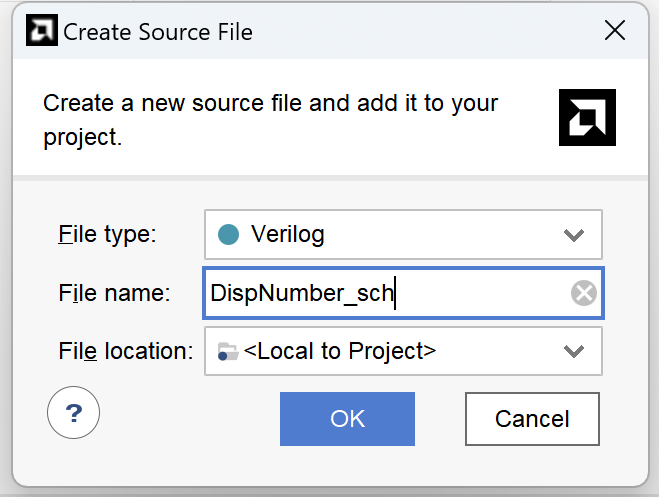 Create Source File
Create a new source file and add it to your
project.
File type: Verilog
File name: DispNumber_sch
File location: <Local to Project>
? OK Cancel